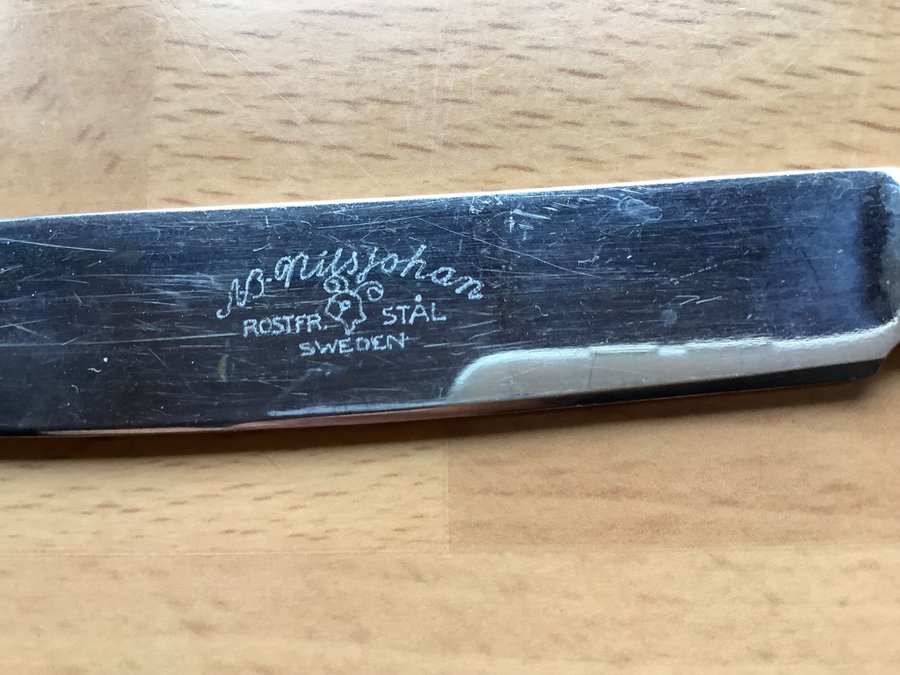 AB. Nilsjohan
ROSTFR. STÅL
SWEDEN